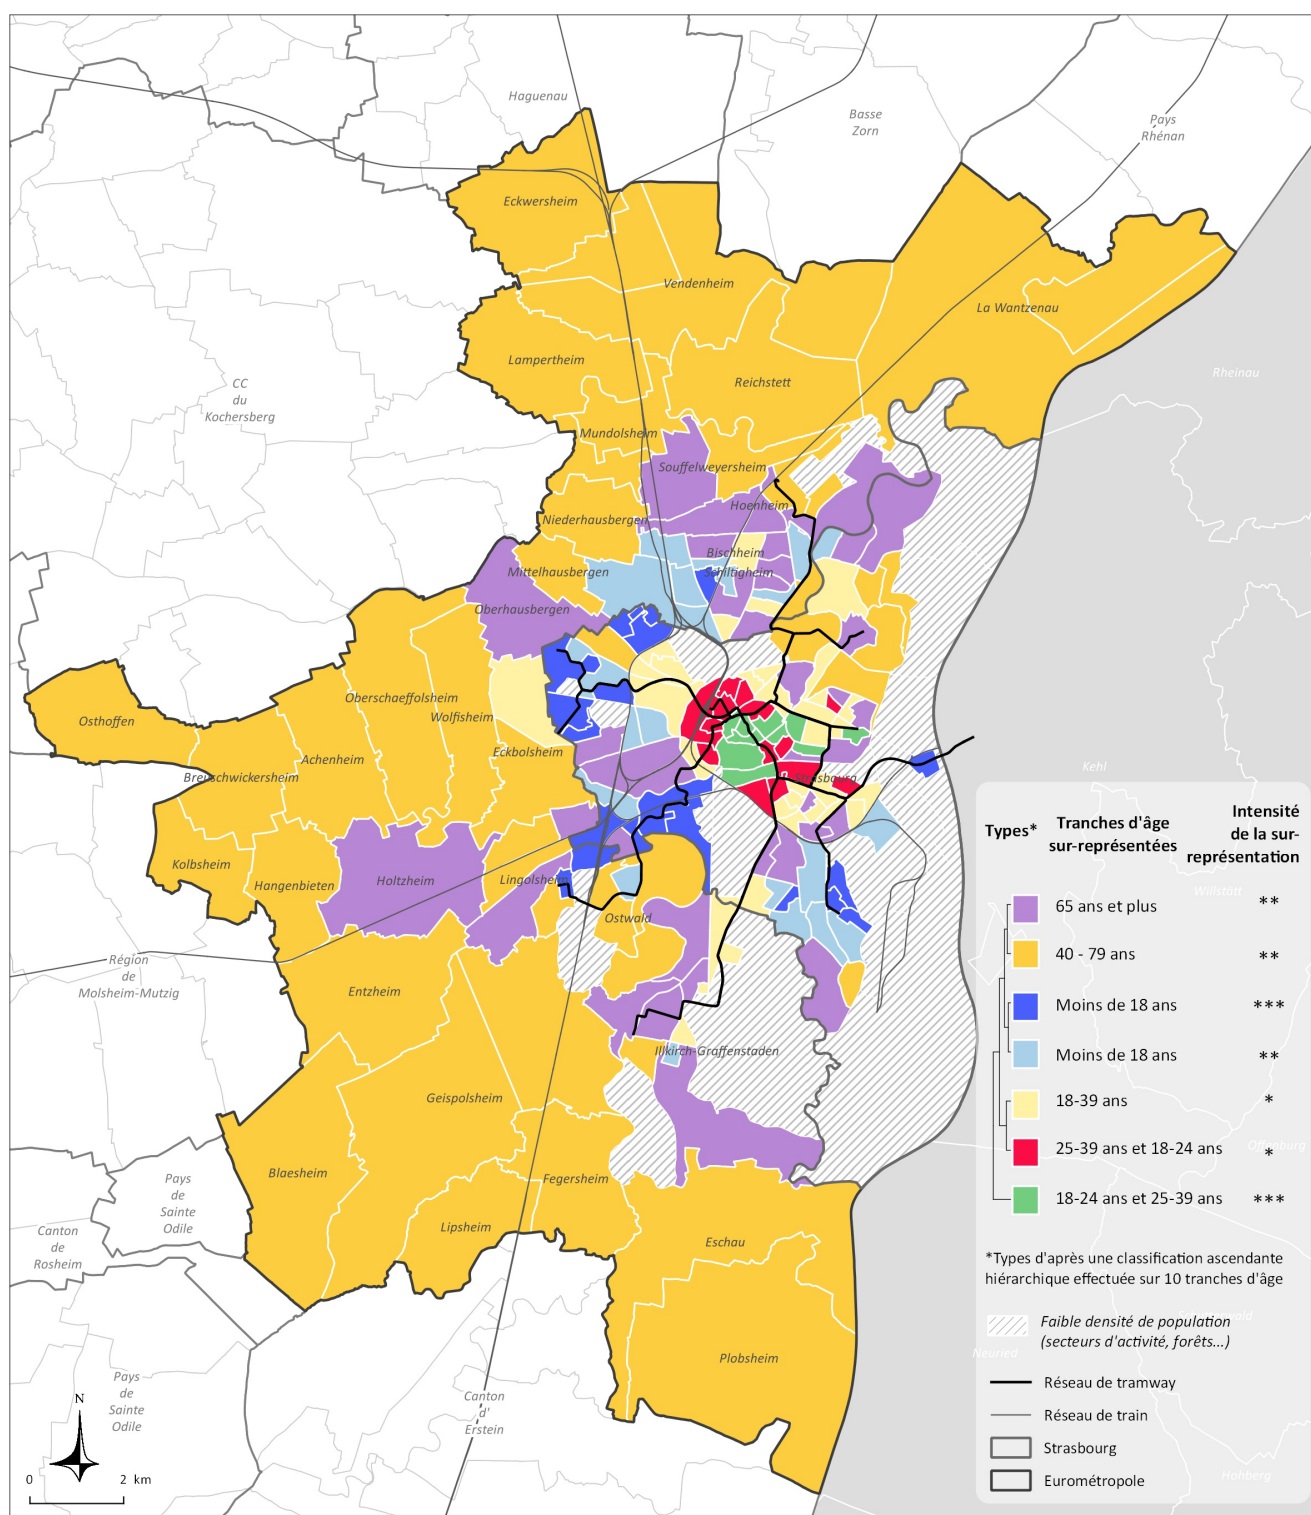 Haguenau
Basse
Zorn
Pays
Rhénan
Eckwersheim
Vendenheim
La Wantzenau
Lampertheim
Reichstett
Rheinau
CC
du
Kochersberg
Mundolsheim
Souffelweyersheim
Hoenheim
Niederhausbergen
Bischheim
Mittelhausbergen
Schiltigheim
Oberhausbergen
Oberschaeffolsheim
Wolfisheim
Osthoffen
Eckbolsheim
Achenheim
Breuschwickersheim
Strasbourg
Kehl
Kolbsheim
Hangenbieten
Holtzheim
Lingolsheim
Ostwald
Région
de
Molsheim-Mutzig
Entzheim
Illkirch-Graffenstaden
Geispolsheim
Blaesheim
Fegersheim
Pays
de
Sainte
Odile
Lipsheim
Eschau
Canton
de
Rosheim
Plobsheim
Pays
de
Sainte
Odile
Canton
d'
Erstein
N
0 2 km
Types*
Tranches d'âge
sur-représentées
Intensité
de la sur-
représentation
65 ans et plus **
40 - 79 ans **
Willstätt
Moins de 18 ans ***
Moins de 18 ans **
18-39 ans *
25-39 ans et 18-24 ans *
Offenburg
18-24 ans et 25-39 ans ***
*Types d'après une classification ascendante
hiérarchique effectuée sur 10 tranches d'âge
Schutterwald
Faible densité de population
(secteurs d'activité, forêts...)
Neuried
Réseau de tramway
Réseau de train
Strasbourg
Eurométropole
Hohberg